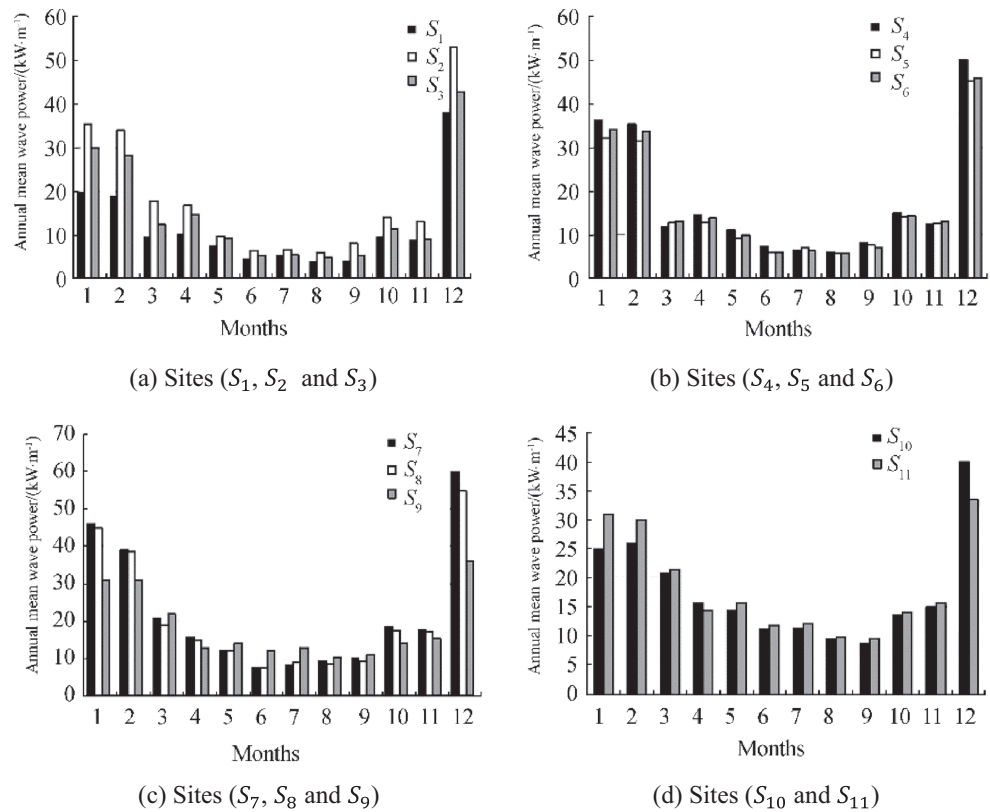 Annual mean wave power/(kW·m⁻¹)
60
50
40
30
20
10
0
S₁
S₂
S₃
1 2 3 4 5 6 7 8 9 10 11 12
Months
(a) Sites (S₁, S₂ and S₃)
Annual mean wave power/(kW·m⁻¹)
60
50
40
30
20
10
0
S₄
S₅
S₆
1 2 3 4 5 6 7 8 9 10 11 12
Months
(b) Sites (S₄, S₅ and S₆)
Annual mean wave power/(kW·m⁻¹)
70
60
50
40
30
20
10
0
S₇
S₈
S₉
1 2 3 4 5 6 7 8 9 10 11 12
Months
(c) Sites (S₇, S₈ and S₉)
Annual mean wave power/(kW·m⁻¹)
45
40
35
30
25
20
15
10
5
0
S₁₀
S₁₁
1 2 3 4 5 6 7 8 9 10 11 12
Months
(d) Sites (S₁₀ and S₁₁)